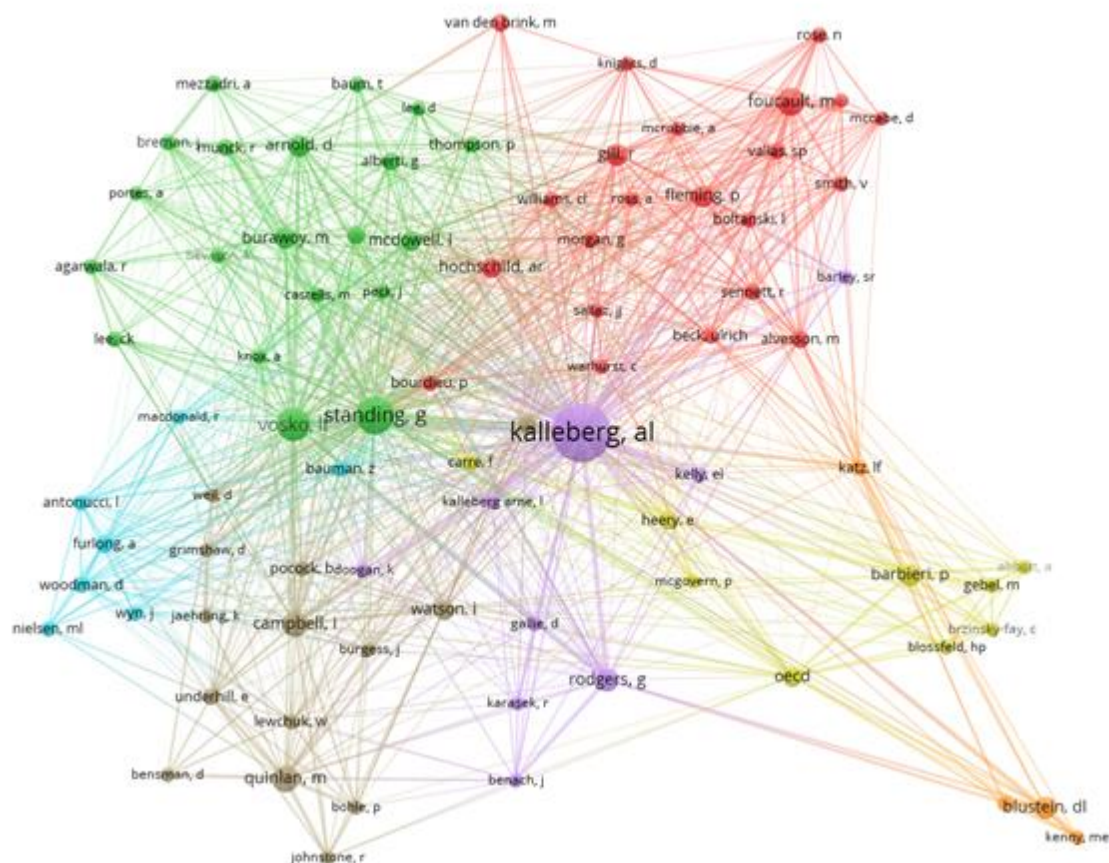 van den brink, m
rose, n
knights, d
mezzadri, a
baum, t
lee, d
foucault, m
mccabe, d
mcrobbie, a
breman, j
munck, r
arnold, d
thompson, p
alberti, g
gill, r
vallas, sp
portes, a
williams, cl
ross, a
fleming, p
smith, v
boltanski, l
burawoy, m
mcdowell, l
morgan, g
agarwala, r
hochschild, ar
barley, sr
castells, m
peck, j
sennett, r
sallaz, jj
lee, ck
knox, a
beck, ulrich
alvesson, m
warhurst, c
bourdieu, p
macdonald, r
vosko, lf
standing, g
kalleberg, al
bauman, z
carre, f
kelly, el
katz, lf
antonucci, l
weil, d
kalleberg arne, l
heery, e
furlong, a
grimshaw, d
pocock, b
doogan, k
mcgovern, p
barbieri, p
gebel, m
woodman, d
wyn, j
jaehrling, k
campbell, i
watson, i
nielsen, ml
gallie, d
brzinsky-fay, c
burgess, j
blossfeld, hp
rodgers, g
oecd
underhill, e
karasek, r
lewchuk, w
bensman, d
quinlan, m
benach, j
bohle, p
blustein, dl
kenny, me
johnstone, r